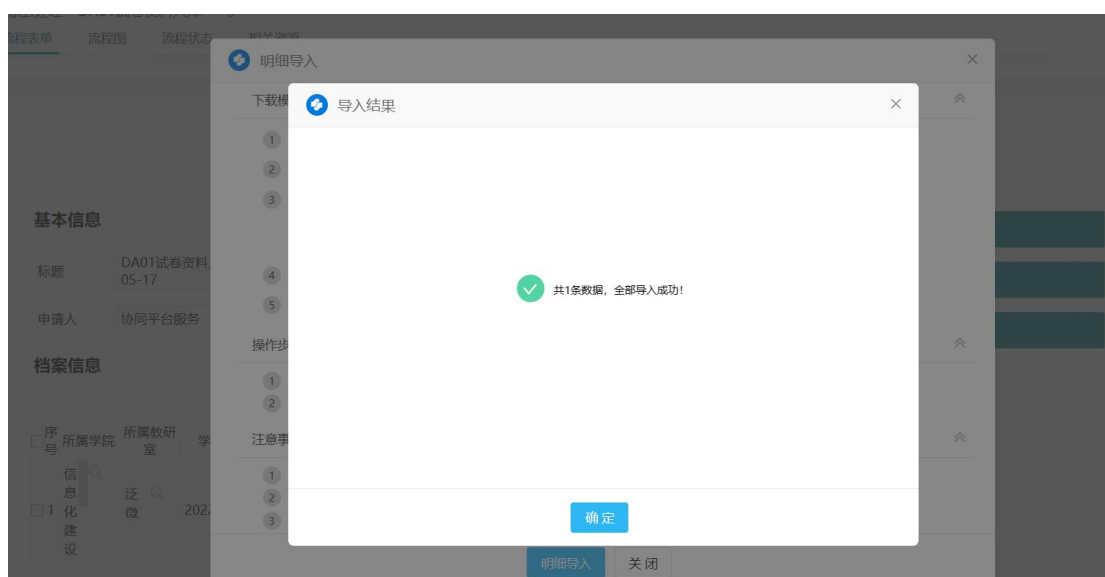 流程表单 流程图 流程状态 相关资源
明细导入
下载模
导入结果
1
2
3
基本信息
标题
DA01试卷资料
05-17
4
共1条数据，全部导入成功！
5
申请人
协同平台服务
操作步
档案信息
1
2
序号 所属学院 所属教研室 学
注意事
1 信息化建设 泛微 202
1
2
3
确定
明细导入 关闭